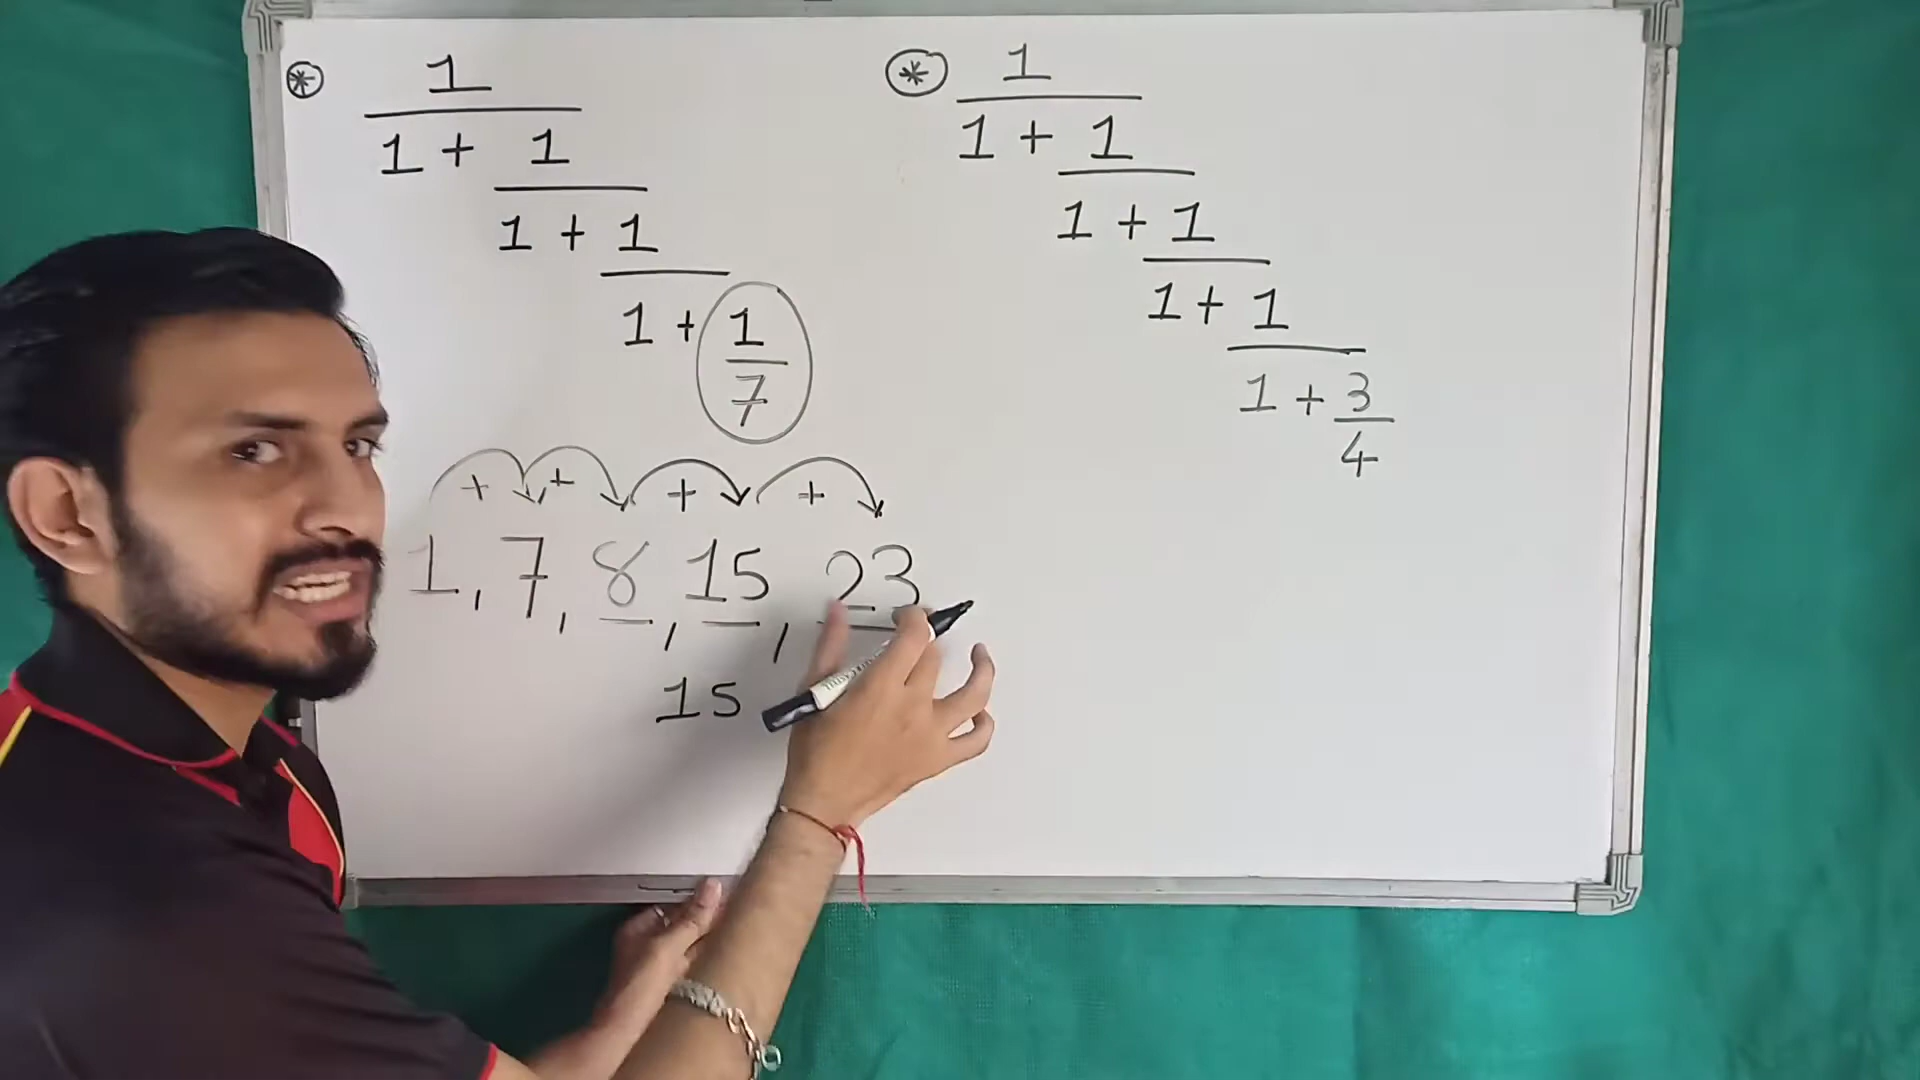 * 1
1 + 1
1 + 1
1 + 1
7
+ + + +
1, 7, 8, 15, 23
15
* 1
1 + 1
1 + 1
1 + 1
1 + 3
4